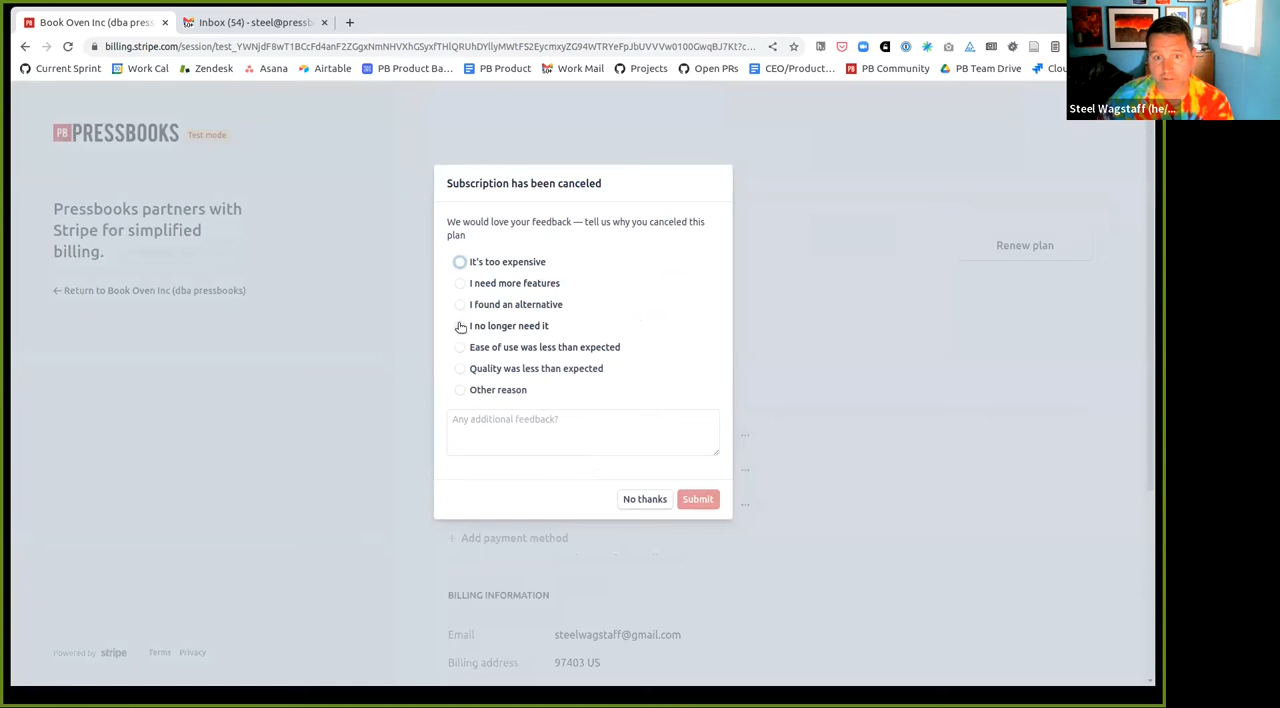 Book Oven Inc (dba press
Inbox (54) - steel@pressb
billing.stripe.com/session/test_YWNjdF8wT1BCcFd4anF2ZGgxNmNHVXhGSyxfTHlQRUhDYllyMWtFS2EycmxyZG94WTRYeFpJbUVVVw0100GwqBJ7Kl?c...
Current Sprint
Work Cal
Zendesk
Asana
Airtable
PB Product Ba...
PB Product
Work Mail
Projects
Open PRs
CEO/Product...
PB Community
PB Team Drive
Clou
Steel Wagstaff (he/...
PB PRESSBOOKS
Test mode
Pressbooks partners with
Stripe for simplified
billing.
← Return to Book Oven Inc (dba pressbooks)
Subscription has been canceled
We would love your feedback — tell us why you canceled this
plan
It's too expensive
I need more features
I found an alternative
I no longer need it
Ease of use was less than expected
Quality was less than expected
Other reason
Any additional feedback?
No thanks
Submit
Renew plan
+ Add payment method
BILLING INFORMATION
Email steelwagstaff@gmail.com
Billing address 97403 US
Powered by stripe
Terms
Privacy